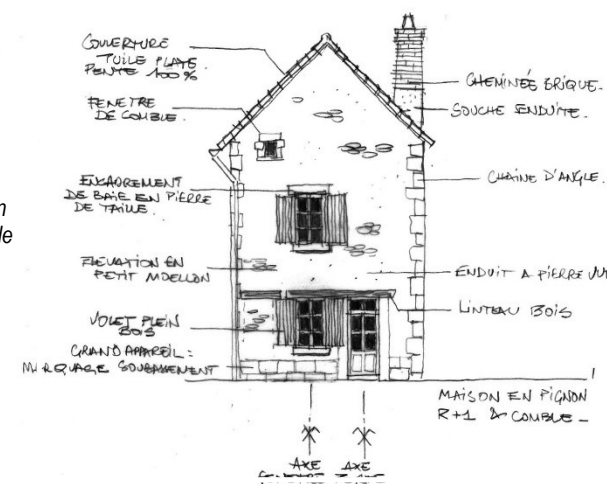 COUVERTURE
TUILE PLATE
PENTE 100%
FENETRE
DE COMBLE.
ENCADREMENT
DE BAIE EN PIERRE
DE TAILLE.
ELEVATION EN
PETIT MOELLON
VOLET PLEIN
BOIS
GRAND APPAREIL:
MARQUAGE SOUBASSEMENT
CHEMINÉE BRIQUE.
SOUCHE ENDUITE.
CHAINE D'ANGLE.
ENDUIT A PIERRE VUE
LINTEAU BOIS
MAISON EN PIGNON
R+1 & COMBLE _
AXE AXE
n
le